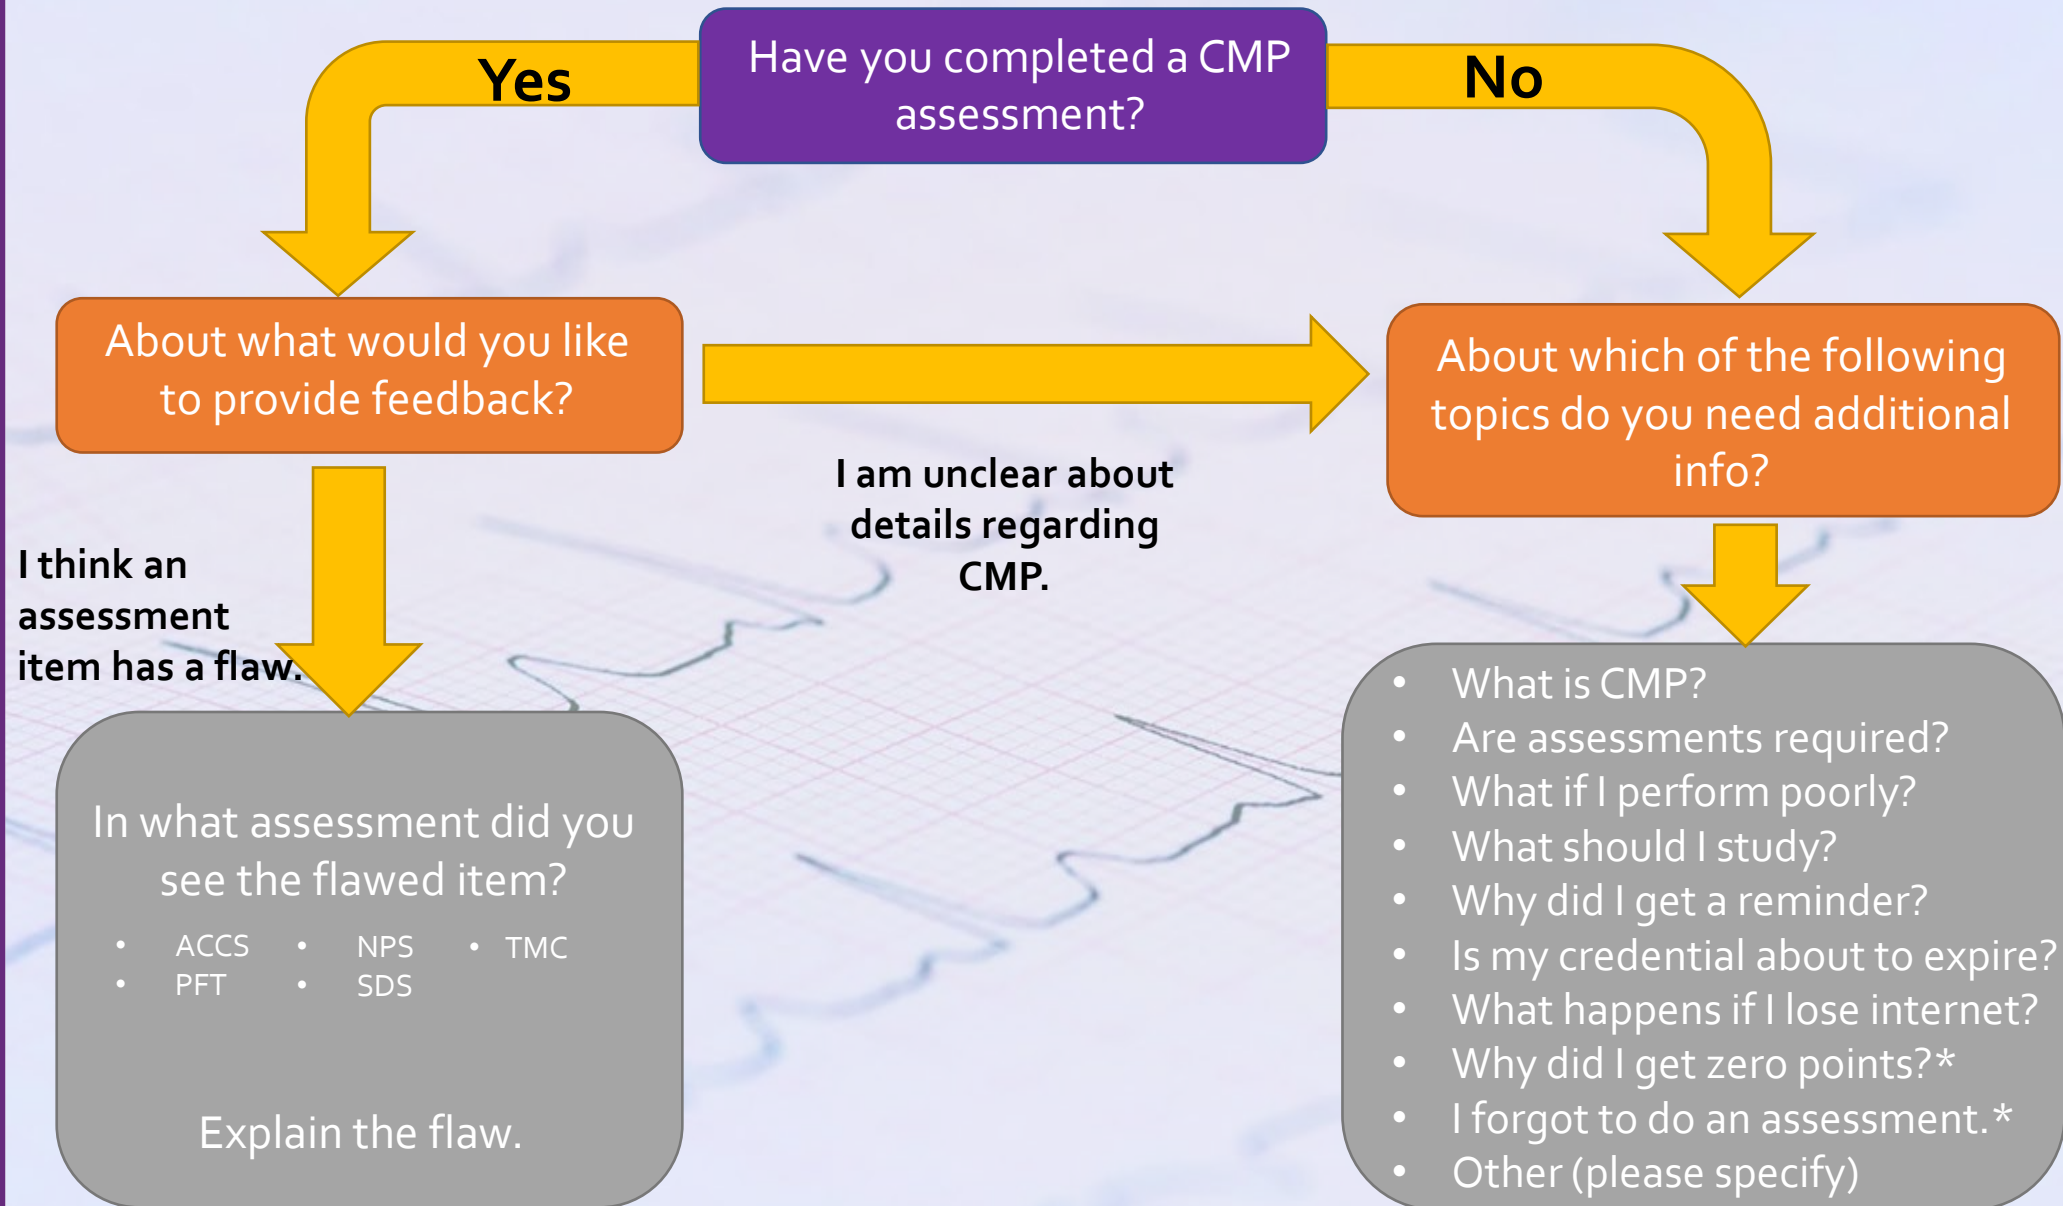 Have you completed a CMP
assessment?
Yes
No
About what would you like
to provide feedback?
About which of the following
topics do you need additional
info?
I am unclear about
details regarding
CMP.
I think an
assessment
item has a flaw.
In what assessment did you
see the flawed item?
• ACCS • NPS • TMC
• PFT • SDS
Explain the flaw.
• What is CMP?
• Are assessments required?
• What if I perform poorly?
• What should I study?
• Why did I get a reminder?
• Is my credential about to expire?
• What happens if I lose internet?
• Why did I get zero points?*
• I forgot to do an assessment.*
• Other (please specify)